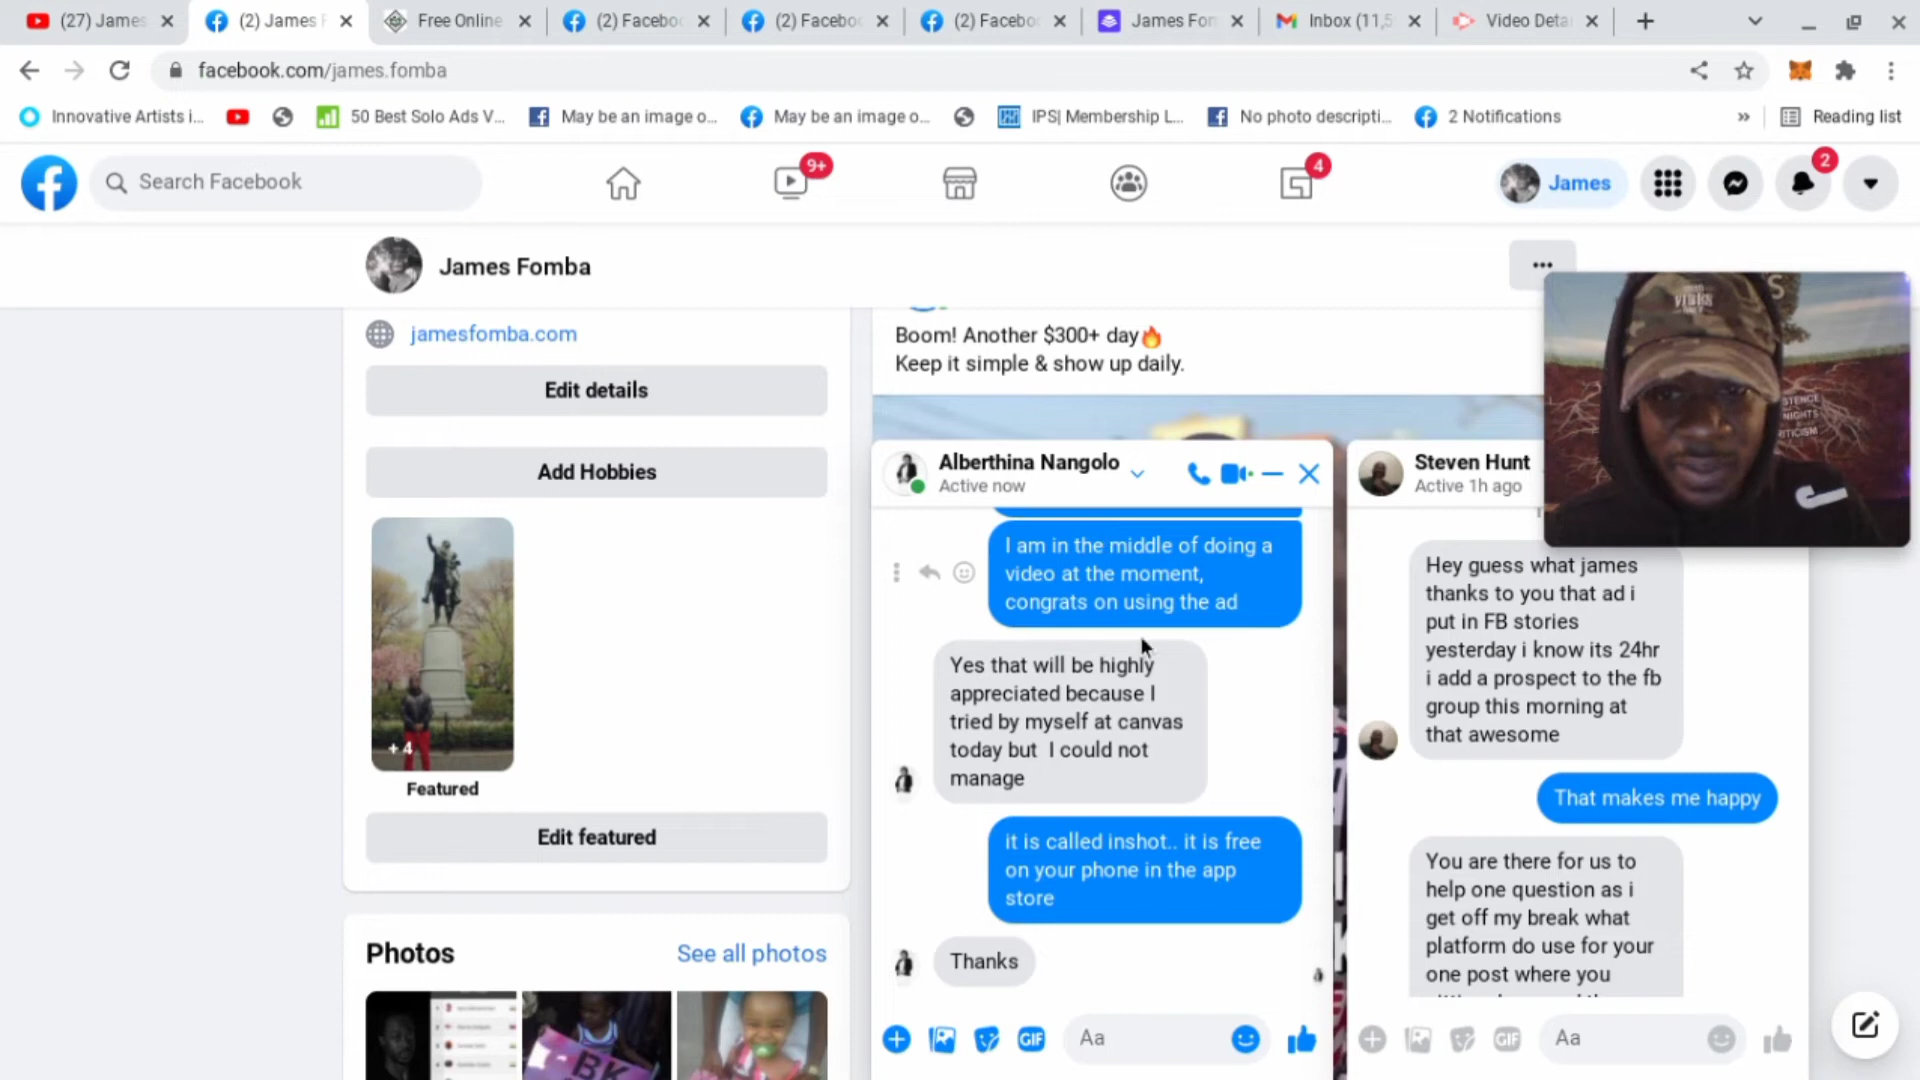 (27) James
(2) James F
Free Online
(2) Faceboo
(2) Faceboo
(2) Faceboo
James Fom
Inbox (11,5
Video Detai
facebook.com/james.fomba
Innovative Artists i...
50 Best Solo Ads V...
May be an image o...
May be an image o...
IPS| Membership L...
No photo descripti...
2 Notifications
»
Reading list
Search Facebook
9+
4
James
2
James Fomba
jamesfomba.com
Edit details
Add Hobbies
+ 4
Featured
Edit featured
Photos
See all photos
Boom! Another $300+ day🔥
Keep it simple & show up daily.
Alberthina Nangolo
Active now
I am in the middle of doing a
video at the moment,
congrats on using the ad
Yes that will be highly
appreciated because I
tried by myself at canvas
today but I could not
manage
it is called inshot.. it is free
on your phone in the app
store
Thanks
GIF
Aa
Steven Hunt
Active 1h ago
Hey guess what james
thanks to you that ad i
put in FB stories
yesterday i know its 24hr
i add a prospect to the fb
group this morning at
that awesome
That makes me happy
You are there for us to
help one question as i
get off my break what
platform do use for your
one post where you
GIF
Aa